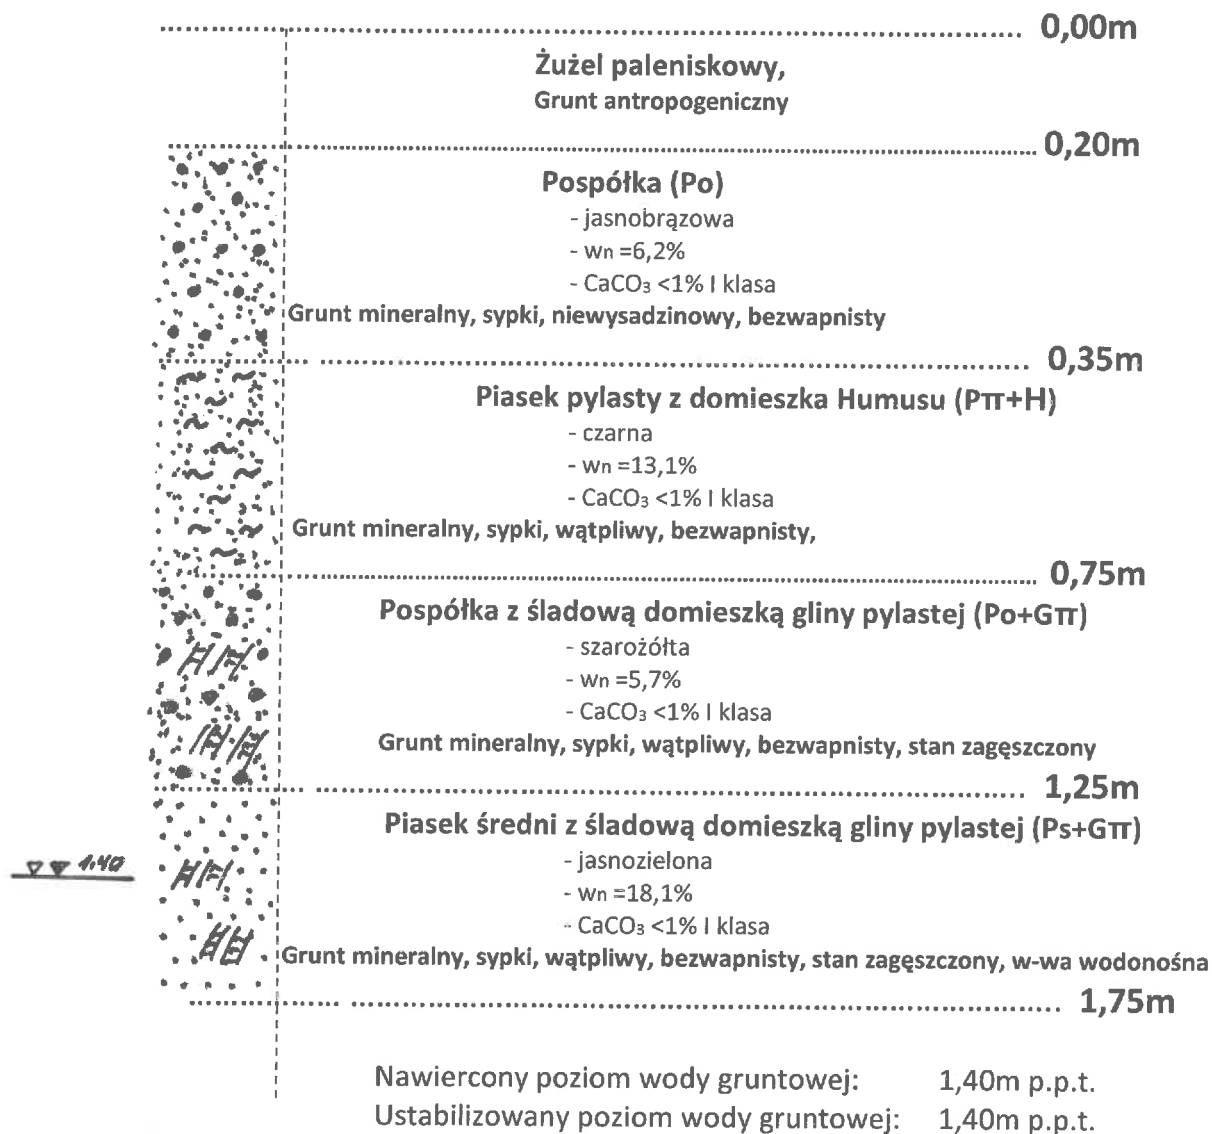 0,00m
Żużel paleniskowy,
Grunt antropogeniczny
0,20m
Pospółka (Po)
- jasnobrązowa
- wn =6,2%
- CaCO₃ <1% I klasa
Grunt mineralny, sypki, niewysadzinowy, bezwapnisty
0,35m
Piasek pylasty z domieszka Humusu (Pπ+H)
- czarna
- wn =13,1%
- CaCO₃ <1% I klasa
Grunt mineralny, sypki, wątpliwy, bezwapnisty,
0,75m
Pospółka z śladową domieszką gliny pylastej (Po+Gπ)
- szarożółta
- wn =5,7%
- CaCO₃ <1% I klasa
Grunt mineralny, sypki, wątpliwy, bezwapnisty, stan zagęszczony
1,25m
Piasek średni z śladową domieszką gliny pylastej (Ps+Gπ)
1.40
- jasnozielona
- wn =18,1%
- CaCO₃ <1% I klasa
Grunt mineralny, sypki, wątpliwy, bezwapnisty, stan zagęszczony, w-wa wodonośna
1,75m
Nawiercony poziom wody gruntowej: 1,40m p.p.t.
Ustabilizowany poziom wody gruntowej: 1,40m p.p.t.